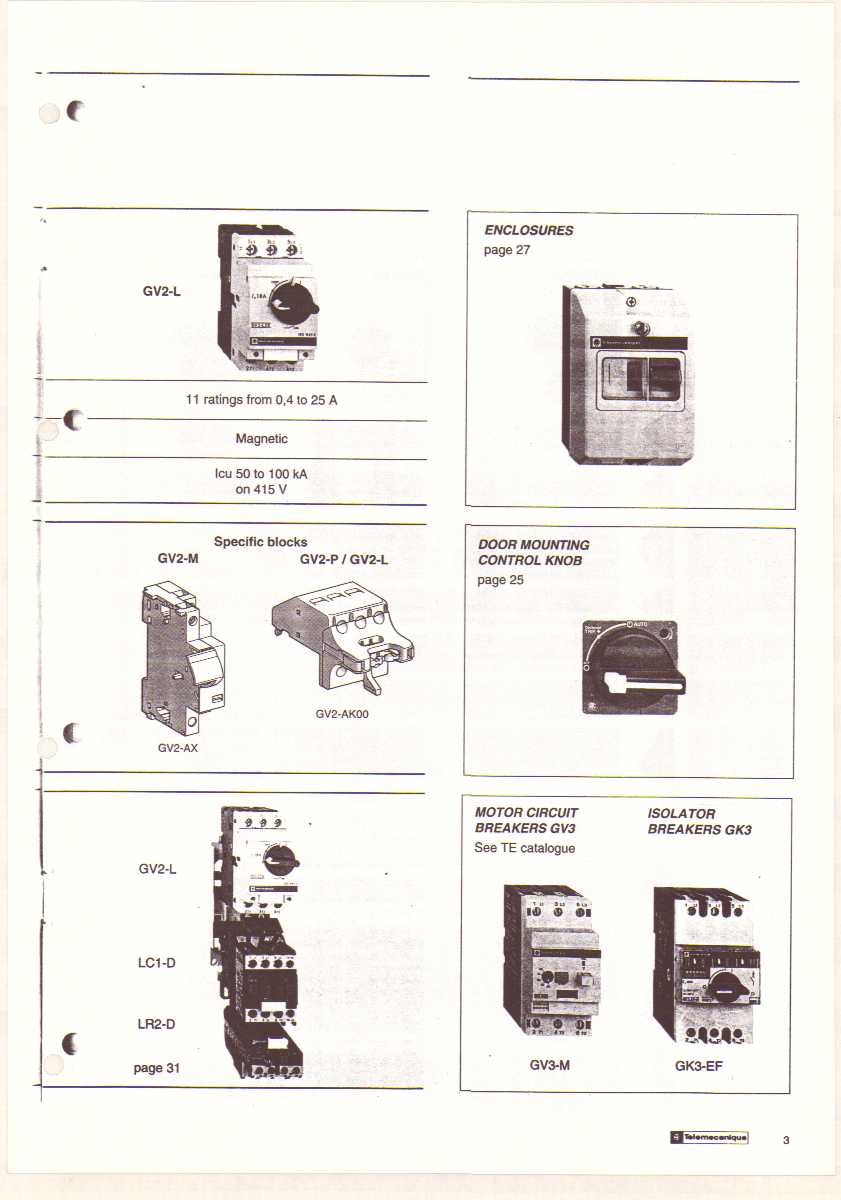 GV2-L
11 ratings from 0,4 to 25 A
Magnetic
Icu 50 to 100 kA
on 415 V
Specific blocks
GV2-M
GV2-P / GV2-L
GV2-AX
GV2-AK00
GV2-L
LC1-D
LR2-D
page 31
ENCLOSURES
page 27
DOOR MOUNTING
CONTROL KNOB
page 25
AUTO
MOTOR CIRCUIT
BREAKERS GV3
See TE catalogue
GV3-M
ISOLATOR
BREAKERS GK3
GK3-EF
Telemecanique
3